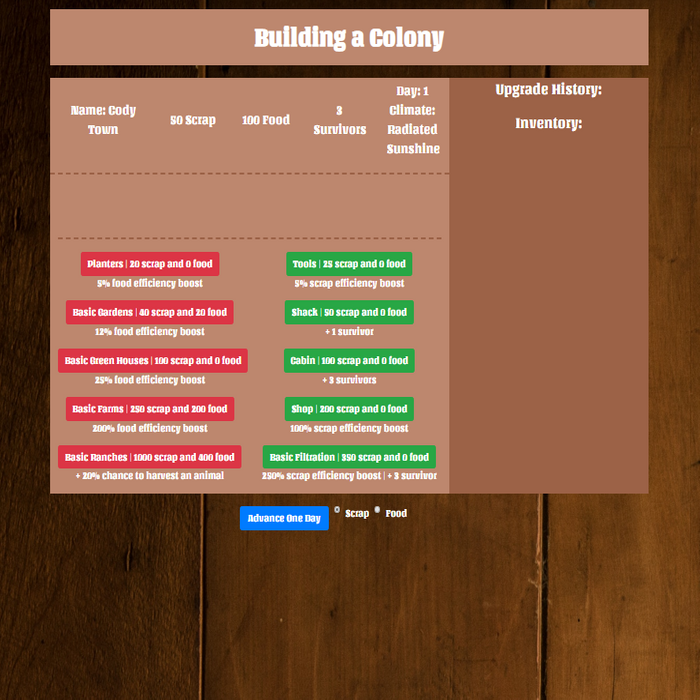 Building a Colony
Name: Cody
Town
50 Scrap
100 Food
3
Survivors
Day: 1
Climate:
Radiated
Sunshine
Upgrade History:
Inventory:
Planters | 20 scrap and 0 food
5% food efficiency boost
Basic Gardens | 40 scrap and 20 food
12% food efficiency boost
Basic Green Houses | 100 scrap and 0 food
25% food efficiency boost
Basic Farms | 250 scrap and 200 food
200% food efficiency boost
Basic Ranches | 1000 scrap and 400 food
+ 20% chance to harvest an animal
Tools | 25 scrap and 0 food
5% scrap efficiency boost
Shack | 50 scrap and 0 food
+ 1 survivor
Cabin | 100 scrap and 0 food
+ 3 survivors
Shop | 200 scrap and 0 food
100% scrap efficiency boost
Basic Filtration | 350 scrap and 0 food
250% scrap efficiency boost | + 3 survivor
Advance One Day
Scrap
Food